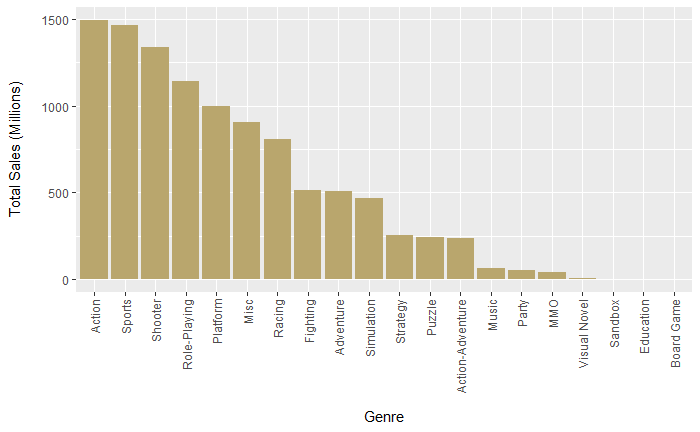 Total Sales (Millions)
1500
1000
500
0
Action
Sports
Shooter
Role-Playing
Platform
Misc
Racing
Fighting
Adventure
Simulation
Strategy
Puzzle
Action-Adventure
Music
Party
MMO
Visual Novel
Sandbox
Education
Board Game
Genre